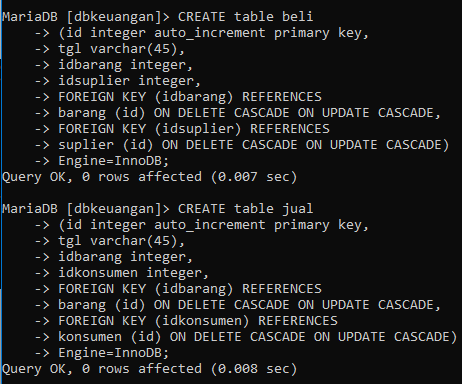 MariaDB [dbkeuangan]> CREATE table beli
-> (id integer auto_increment primary key,
-> tgl varchar(45),
-> idbarang integer,
-> idsuplier integer,
-> FOREIGN KEY (idbarang) REFERENCES
-> barang (id) ON DELETE CASCADE ON UPDATE CASCADE,
-> FOREIGN KEY (idsuplier) REFERENCES
-> suplier (id) ON DELETE CASCADE ON UPDATE CASCADE)
-> Engine=InnoDB;
Query OK, 0 rows affected (0.007 sec)
MariaDB [dbkeuangan]> CREATE table jual
-> (id integer auto_increment primary key,
-> tgl varchar(45),
-> idbarang integer,
-> idkonsumen integer,
-> FOREIGN KEY (idbarang) REFERENCES
-> barang (id) ON DELETE CASCADE ON UPDATE CASCADE,
-> FOREIGN KEY (idkonsumen) REFERENCES
-> konsumen (id) ON DELETE CASCADE ON UPDATE CASCADE)
-> Engine=InnoDB;
Query OK, 0 rows affected (0.008 sec)